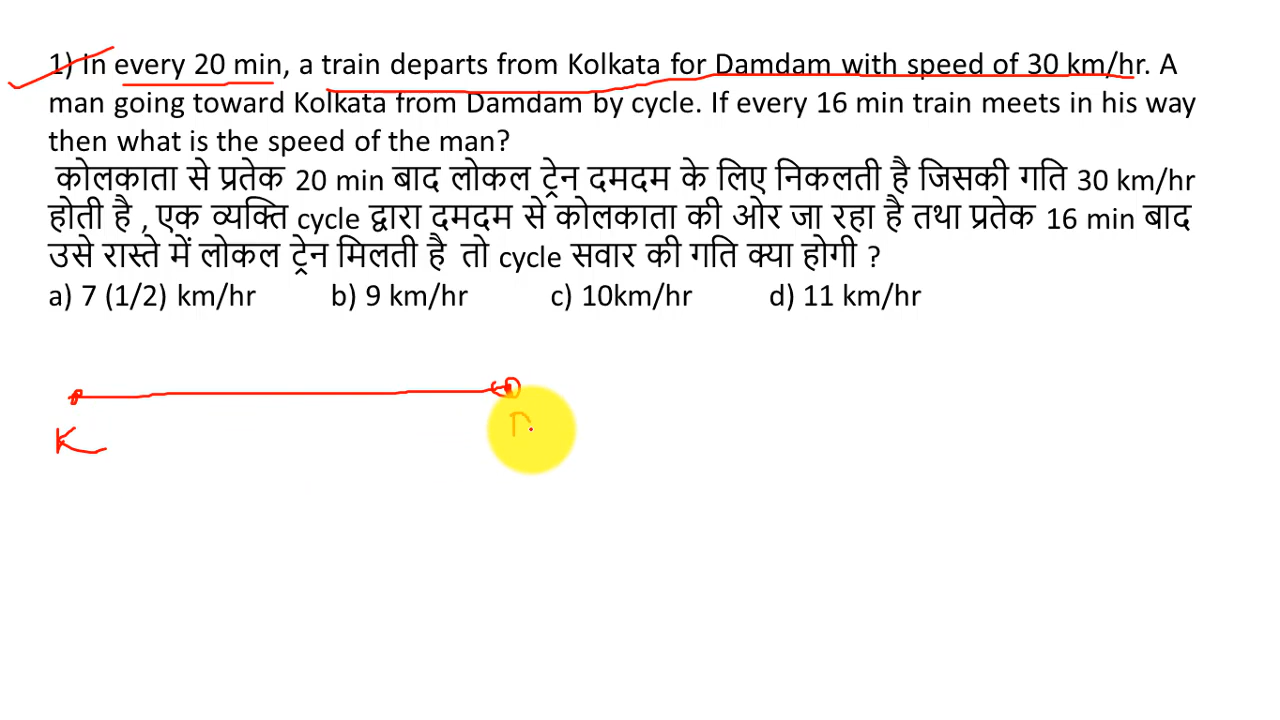 1) In every 20 min, a train departs from Kolkata for Damdam with speed of 30 km/hr. A
man going toward Kolkata from Damdam by cycle. If every 16 min train meets in his way
then what is the speed of the man?
कोलकाता से प्रतेक 20 min बाद लोकल ट्रेन दमदम के लिए निकलती है जिसकी गति 30 km/hr
होती है , एक व्यक्ति cycle द्वारा दमदम से कोलकाता की ओर जा रहा है तथा प्रतेक 16 min बाद
उसे रास्ते में लोकल ट्रेन मिलती है तो cycle सवार की गति क्या होगी ?
a) 7 (1/2) km/hr b) 9 km/hr c) 10km/hr d) 11 km/hr
K